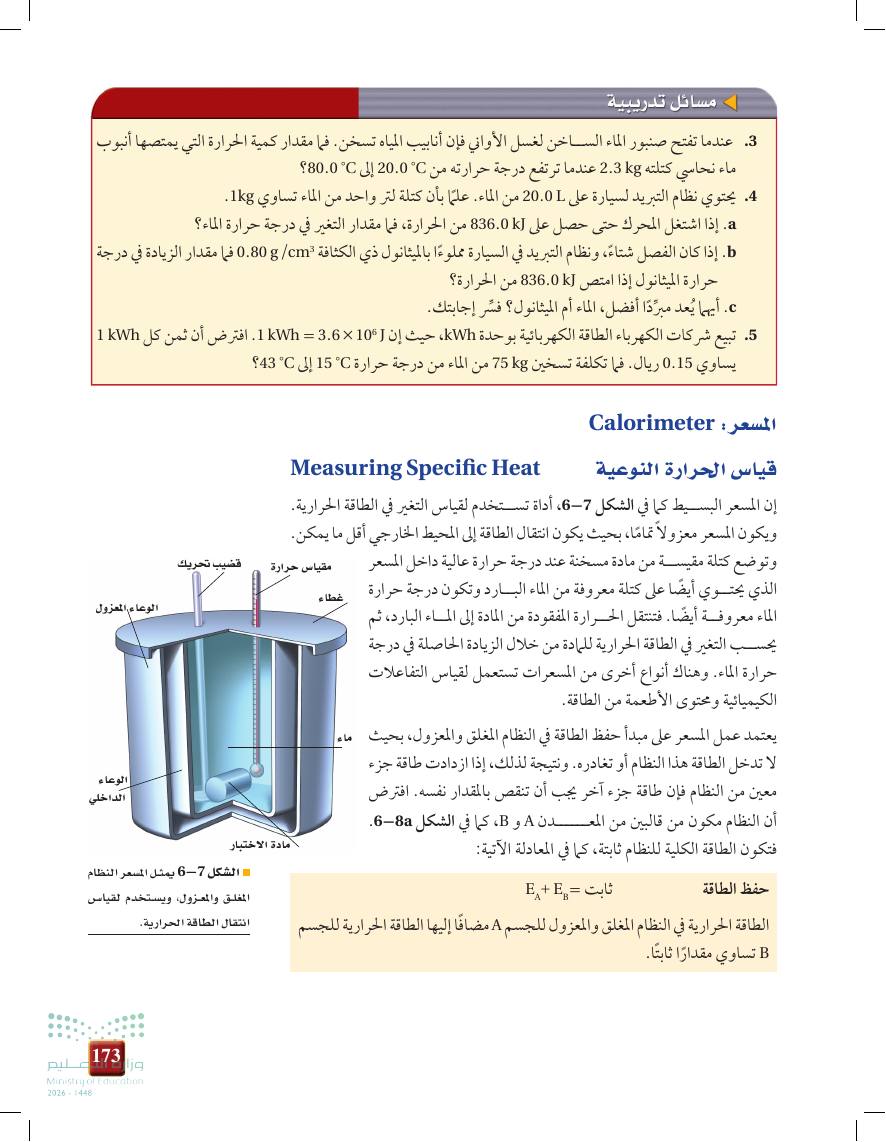 مسائل تدريبية
3. عندما تفتح صنبور الماء الساخن لغسل الأواني فإن أنابيب المياه تسخن. فما مقدار كمية الحرارة التي يمتصها أنبوب
ماء نحاسي كتلته 2.3 kg عندما ترتفع درجة حرارته من 20.0 °C إلى 80.0 °C؟
4. يحتوي نظام التبريد لسيارة على 20.0 L من الماء. علمًا بأن كتلة لتر واحد من الماء تساوي 1kg.
a. إذا اشتغل المحرك حتى حصل على 836.0 kJ من الحرارة، فما مقدار التغير في درجة حرارة الماء؟
b. إذا كان الفصل شتاءً، ونظام التبريد في السيارة مملوءًا بالميثانول ذي الكثافة 0.80 g/cm³ فما مقدار الزيادة في درجة
حرارة الميثانول إذا امتص 836.0 kJ من الحرارة؟
c. أيهما يُعد مبرِّدًا أفضل، الماء أم الميثانول؟ فسِّر إجابتك.
5. تبيع شركات الكهرباء الطاقة الكهربائية بوحدة kWh، حيث إن 1 kWh = 3.6×10⁶ J. افترض أن ثمن كل 1 kWh
يساوي 0.15 ريال. فما تكلفة تسخين 75 kg من الماء من درجة حرارة 15 °C إلى 43 °C؟
المسعر: Calorimeter
قياس الحرارة النوعية Measuring Specific Heat
إن المسعر البسيط كما في الشكل 7–6، أداة تستخدم لقياس التغير في الطاقة الحرارية.
ويكون المسعر معزولاً تمامًا، بحيث يكون انتقال الطاقة إلى المحيط الخارجي أقل ما يمكن.
وتوضع كتلة مقيسة من مادة مسخنة عند درجة حرارة عالية داخل المسعر
الذي يحتوي أيضًا على كتلة معروفة من الماء البارد وتكون درجة حرارة
الماء معروفة أيضًا. فتنتقل الحرارة المفقودة من المادة إلى الماء البارد، ثم
يحسب التغير في الطاقة الحرارية للمادة من خلال الزيادة الحاصلة في درجة
حرارة الماء. وهناك أنواع أخرى من المسعرات تستعمل لقياس التفاعلات
الكيميائية ومحتوى الأطعمة من الطاقة.
يعتمد عمل المسعر على مبدأ حفظ الطاقة في النظام المغلق والمعزول، بحيث
لا تدخل الطاقة هذا النظام أو تغادره. ونتيجة لذلك، إذا ازدادت طاقة جزء
معين من النظام فإن طاقة جزء آخر يجب أن تنقص بالمقدار نفسه. افترض
أن النظام مكون من قالبين من المعدن A و B، كما في الشكل 6–8a.
فتكون الطاقة الكلية للنظام ثابتة، كما في المعادلة الآتية:
قضيب تحريك
مقياس حرارة
غطاء
الوعاء المعزول
ماء
الوعاء
الداخلي
مادة الاختبار
الشكل 7–6 يمثل المسعر النظام
المغلق والمعزول، ويستخدم لقياس
انتقال الطاقة الحرارية.
حفظ الطاقة E_A + E_B = ثابت
الطاقة الحرارية في النظام المغلق والمعزول للجسم A مضافًا إليها الطاقة الحرارية للجسم
B تساوي مقدارًا ثابتًا.
173
وزارة التعليم
Ministry of Education
2026 - 1448